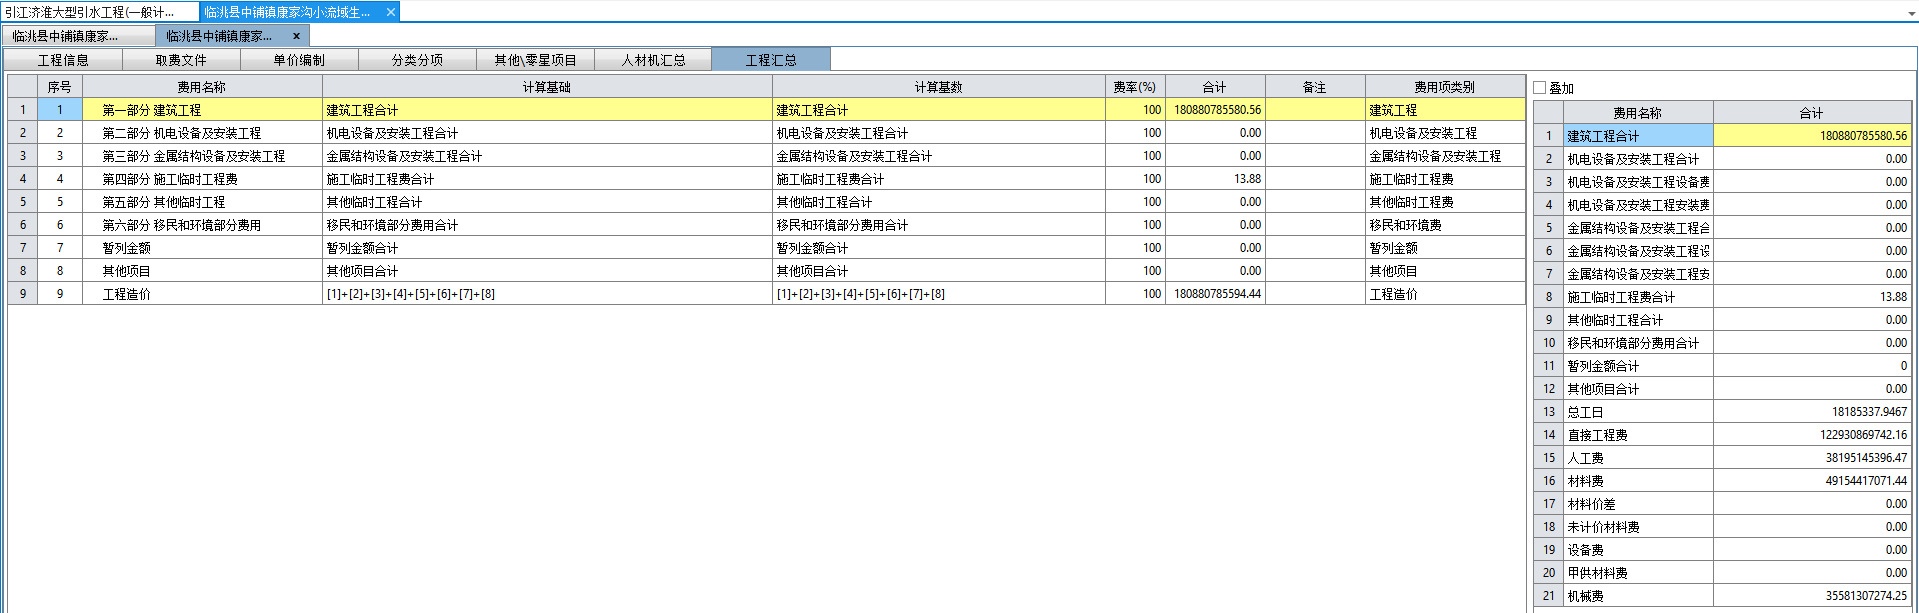 引江济淮大型引水工程(一般计... 临洮县中铺镇康家沟小流域生... ✕
临洮县中铺镇康家... 临洮县中铺镇康家... x
工程信息 取费文件 单价编制 分类分项 其他\零星项目 人材机汇总 工程汇总
序号 费用名称 计算基础 计算基数 费率(%) 合计 备注 费用项类别
1 1 第一部分 建筑工程 建筑工程合计 建筑工程合计 100 180880785580.56 建筑工程
2 2 第二部分 机电设备及安装工程 机电设备及安装工程合计 机电设备及安装工程合计 100 0.00 机电设备及安装工程
3 3 第三部分 金属结构设备及安装工程 金属结构设备及安装工程合计 金属结构设备及安装工程合计 100 0.00 金属结构设备及安装工程
4 4 第四部分 施工临时工程费 施工临时工程费合计 施工临时工程费合计 100 13.88 施工临时工程费
5 5 第五部分 其他临时工程 其他临时工程合计 其他临时工程合计 100 0.00 其他临时工程费
6 6 第六部分 移民和环境部分费用 移民和环境部分费用合计 移民和环境部分费用合计 100 0.00 移民和环境费
7 7 暂列金额 暂列金额合计 暂列金额合计 100 0.00 暂列金额
8 8 其他项目 其他项目合计 其他项目合计 100 0.00 其他项目
9 9 工程造价 [1]+[2]+[3]+[4]+[5]+[6]+[7]+[8] [1]+[2]+[3]+[4]+[5]+[6]+[7]+[8] 100 180880785594.44 工程造价
叠加
费用名称 合计
1 建筑工程合计 180880785580.56
2 机电设备及安装工程合计 0.00
3 机电设备及安装工程设备费 0.00
4 机电设备及安装工程安装费 0.00
5 金属结构设备及安装工程合 0.00
6 金属结构设备及安装工程设 0.00
7 金属结构设备及安装工程安 0.00
8 施工临时工程费合计 13.88
9 其他临时工程合计 0.00
10 移民和环境部分费用合计 0.00
11 暂列金额合计 0
12 其他项目合计 0.00
13 总工日 18185337.9467
14 直接工程费 122930869742.16
15 人工费 38195145396.47
16 材料费 49154417071.44
17 材料价差 0.00
18 未计价材料费 0.00
19 设备费 0.00
20 甲供材料费 0.00
21 机械费 35581307274.25